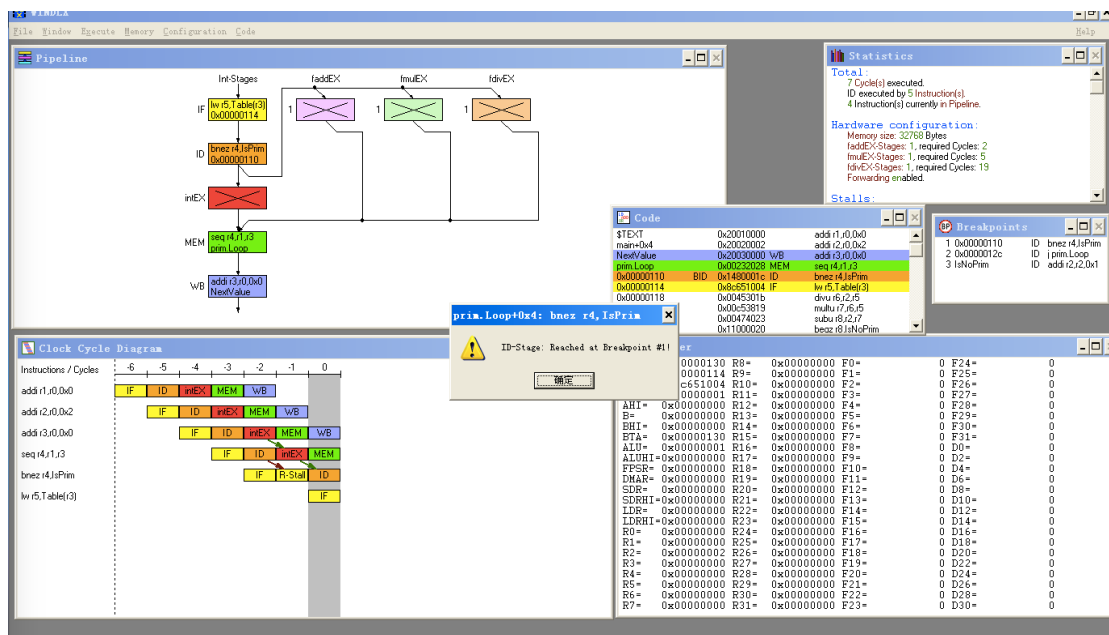 WINDLX
File Window Execute Memory Configuration Code Help
Pipeline
Int-Stages faddEX fmulEX fdivEX
IF lw r5,Table(r3) 1 1 1
0x00000114
ID bnez r4,IsPrim
0x00000110
intEX
MEM seq r4,r1,r3
prim.Loop
WB addi r3,r0,0x0
NextValue
Statistics
Total:
7 Cycle(s) executed.
ID executed by 5 Instruction(s).
4 Instruction(s) currently in Pipeline.
Hardware configuration:
Memory size: 32768 Bytes
faddEX-Stages: 1, required Cycles: 2
fmulEX-Stages: 1, required Cycles: 5
fdivEX-Stages: 1, required Cycles: 19
Forwarding enabled.
Stalls:
Code
$TEXT 0x20010000 addi r1,r0,0x0
main+0x4 0x20020002 addi r2,r0,0x2
NextValue 0x20030000 WB addi r3,r0,0x0
prim.Loop 0x00232028 MEM seq r4,r1,r3
0x00000110 BID 0x1480001c ID bnez r4,IsPrim
0x00000114 0x8c651004 IF lw r5,Table(r3)
0x00000118 0x0045301b divu r6,r2,r5
0x00c53819 multu r7,r6,r5
0x00474023 subu r8,r2,r7
0x11000020 beqz r8,IsNoPrim
Breakpoints
1 0x00000110 ID bnez r4,IsPrim
2 0x0000012c ID j prim.Loop
3 IsNoPrim ID addi r2,r2,0x1
prim.Loop+0x4: bnez r4,IsPrim
ID-Stage: Reached at Breakpoint #1!
确定
Clock Cycle Diagram
Instructions / Cycles -6 -5 -4 -3 -2 -1 0
addi r1,r0,0x0 IF ID intEX MEM WB
addi r2,r0,0x2 IF ID intEX MEM WB
addi r3,r0,0x0 IF ID intEX MEM WB
seq r4,r1,r3 IF ID intEX MEM
bnez r4,IsPrim IF R-Stall ID
lw r5,Table(r3) IF
er
00000130 R8= 0x00000000 F0= 0 F24= 0
00000114 R9= 0x00000000 F1= 0 F25= 0
c651004 R10= 0x00000000 F2= 0 F26= 0
00000001 R11= 0x00000000 F3= 0 F27= 0
AHI= 0x00000000 R12= 0x00000000 F4= 0 F28= 0
B= 0x00000000 R13= 0x00000000 F5= 0 F29= 0
BHI= 0x00000000 R14= 0x00000000 F6= 0 F30= 0
BTA= 0x00000130 R15= 0x00000000 F7= 0 F31= 0
ALU= 0x00000001 R16= 0x00000000 F8= 0 D0= 0
ALUHI=0x00000000 R17= 0x00000000 F9= 0 D2= 0
FPSR= 0x00000000 R18= 0x00000000 F10= 0 D4= 0
DMAR= 0x00000000 R19= 0x00000000 F11= 0 D6= 0
SDR= 0x00000000 R20= 0x00000000 F12= 0 D8= 0
SDRHI=0x00000000 R21= 0x00000000 F13= 0 D10= 0
LDR= 0x00000000 R22= 0x00000000 F14= 0 D12= 0
LDRHI=0x00000000 R23= 0x00000000 F15= 0 D14= 0
R0= 0x00000000 R24= 0x00000000 F16= 0 D16= 0
R1= 0x00000000 R25= 0x00000000 F17= 0 D18= 0
R2= 0x00000002 R26= 0x00000000 F18= 0 D20= 0
R3= 0x00000000 R27= 0x00000000 F19= 0 D22= 0
R4= 0x00000000 R28= 0x00000000 F20= 0 D24= 0
R5= 0x00000000 R29= 0x00000000 F21= 0 D26= 0
R6= 0x00000000 R30= 0x00000000 F22= 0 D28= 0
R7= 0x00000000 R31= 0x00000000 F23= 0 D30= 0